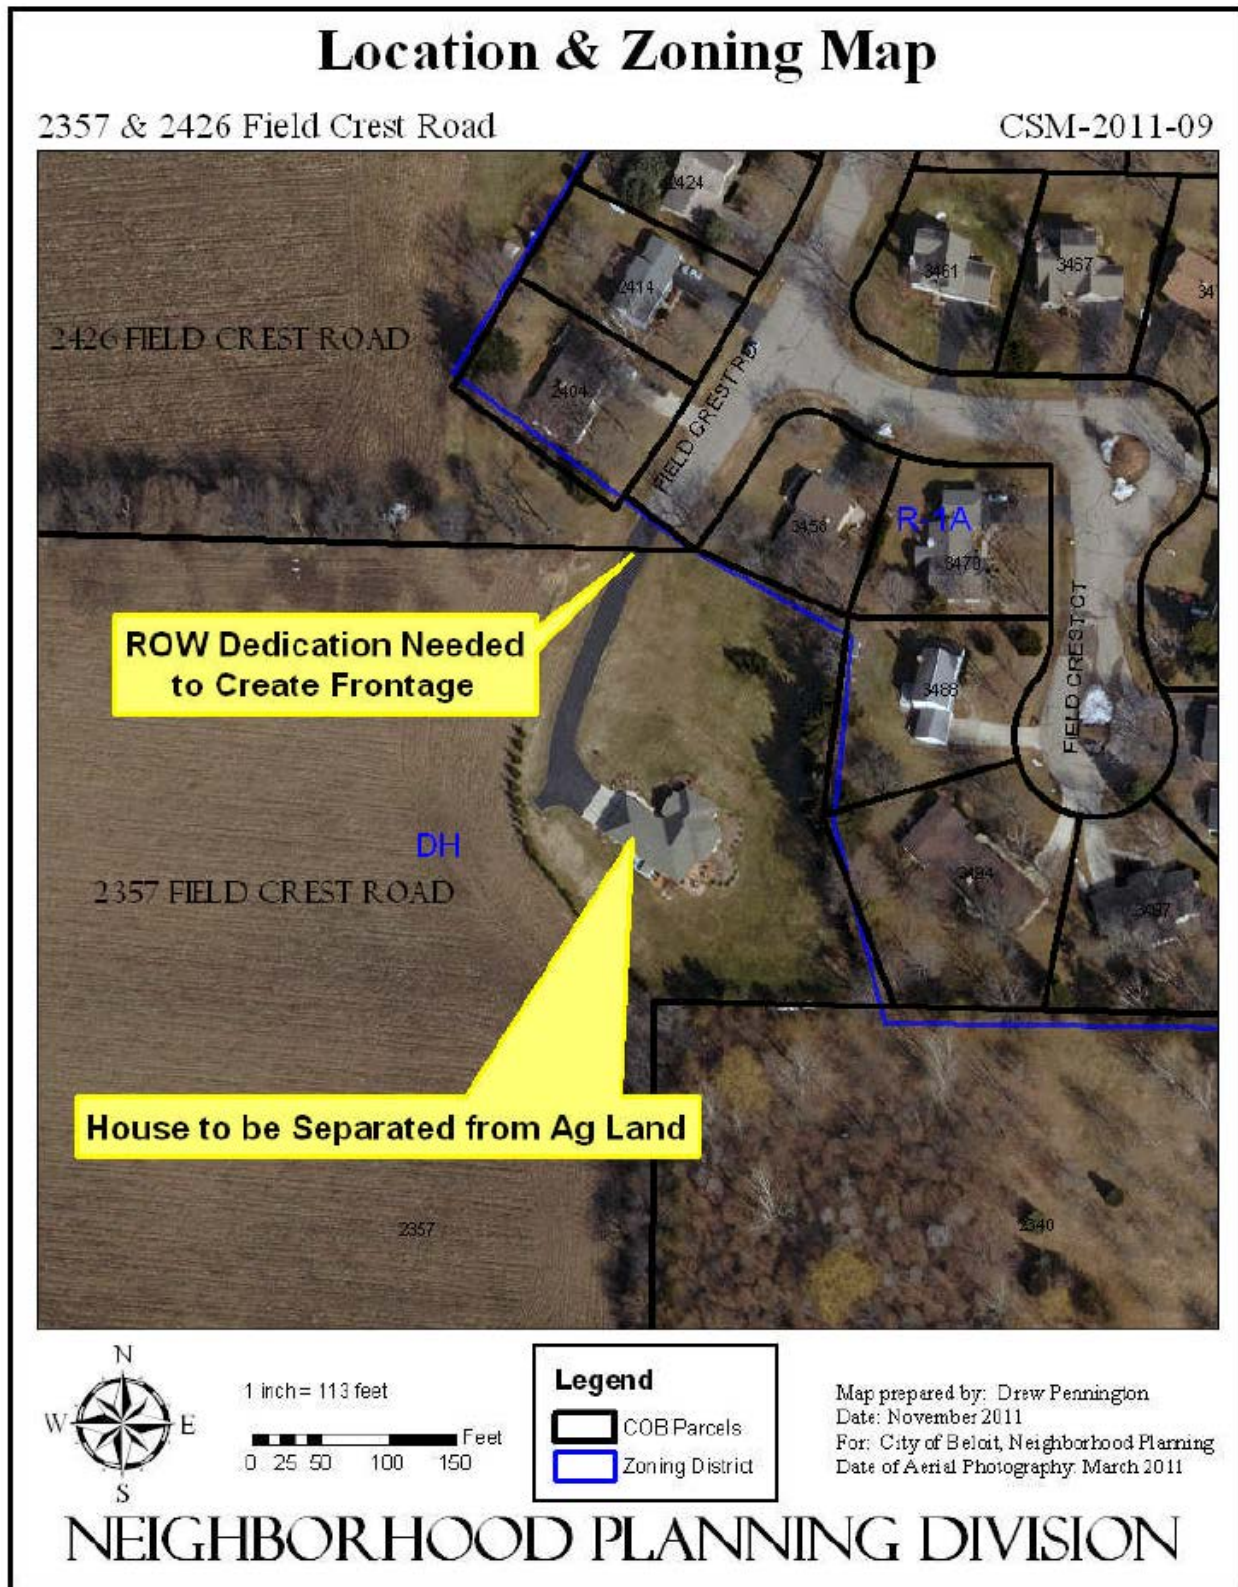 Location & Zoning Map
2357 & 2426 Field Crest Road
CSM-2011-09
2424
3461
3467
2414
2426 FIELD CREST ROAD
2404
FIELD CREST RD
3458
R-1A
3470
ROW Dedication Needed
to Create Frontage
3488
FIELD CREST CT
DH
2357 FIELD CREST ROAD
3494
3497
House to be Separated from Ag Land
2357
2340
N
W
E
S
1 inch = 113 feet
Feet
0 25 50 100 150
Legend
COB Parcels
Zoning District
Map prepared by: Drew Pennington
Date: November 2011
For: City of Beloit, Neighborhood Planning
Date of Aerial Photography: March 2011
NEIGHBORHOOD PLANNING DIVISION